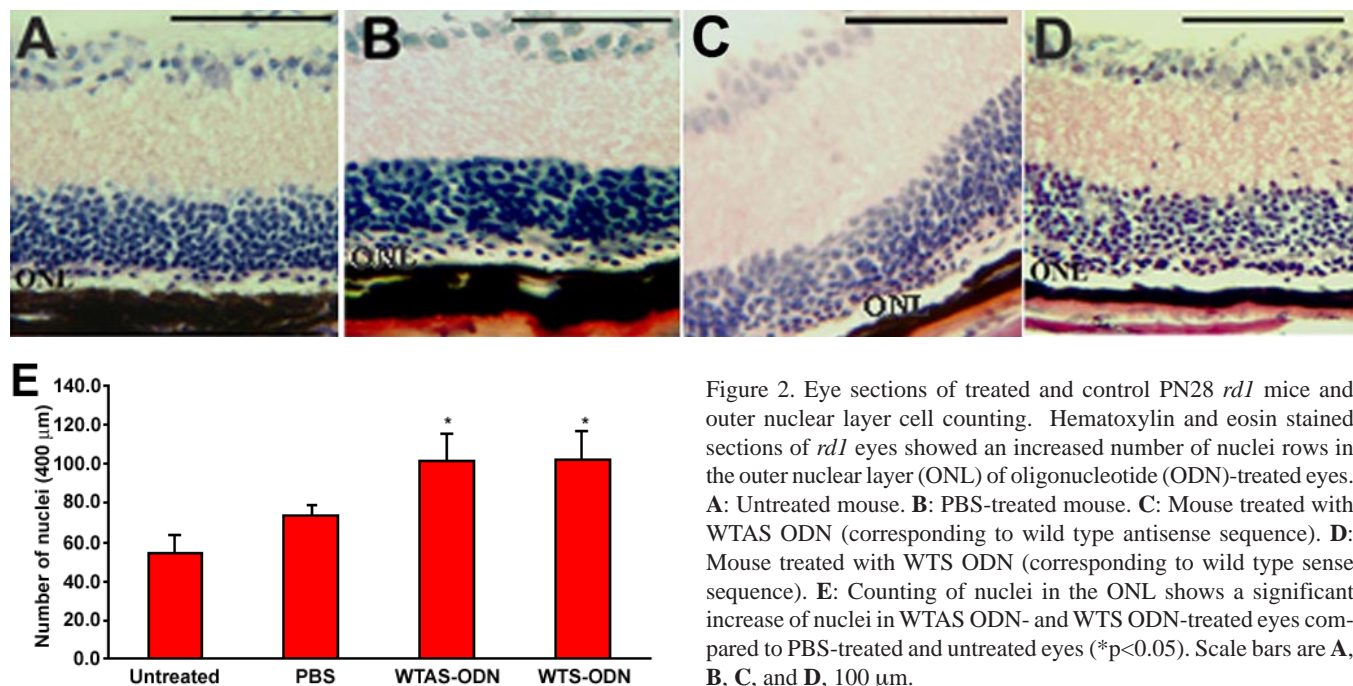 A
B
C
D
ONL
ONL
ONL
ONL
E
Number of nuclei (400 µm)
140.0
120.0
100.0
80.0
60.0
40.0
20.0
0.0
*
*
Untreated
PBS
WTAS-ODN
WTS-ODN
Figure 2. Eye sections of treated and control PN28 rd1 mice and
outer nuclear layer cell counting. Hematoxylin and eosin stained
sections of rd1 eyes showed an increased number of nuclei rows in
the outer nuclear layer (ONL) of oligonucleotide (ODN)-treated eyes.
A: Untreated mouse. B: PBS-treated mouse. C: Mouse treated with
WTAS ODN (corresponding to wild type antisense sequence). D:
Mouse treated with WTS ODN (corresponding to wild type sense
sequence). E: Counting of nuclei in the ONL shows a significant
increase of nuclei in WTAS ODN- and WTS ODN-treated eyes com-
pared to PBS-treated and untreated eyes (*p<0.05). Scale bars are A,
B, C, and D, 100 µm.